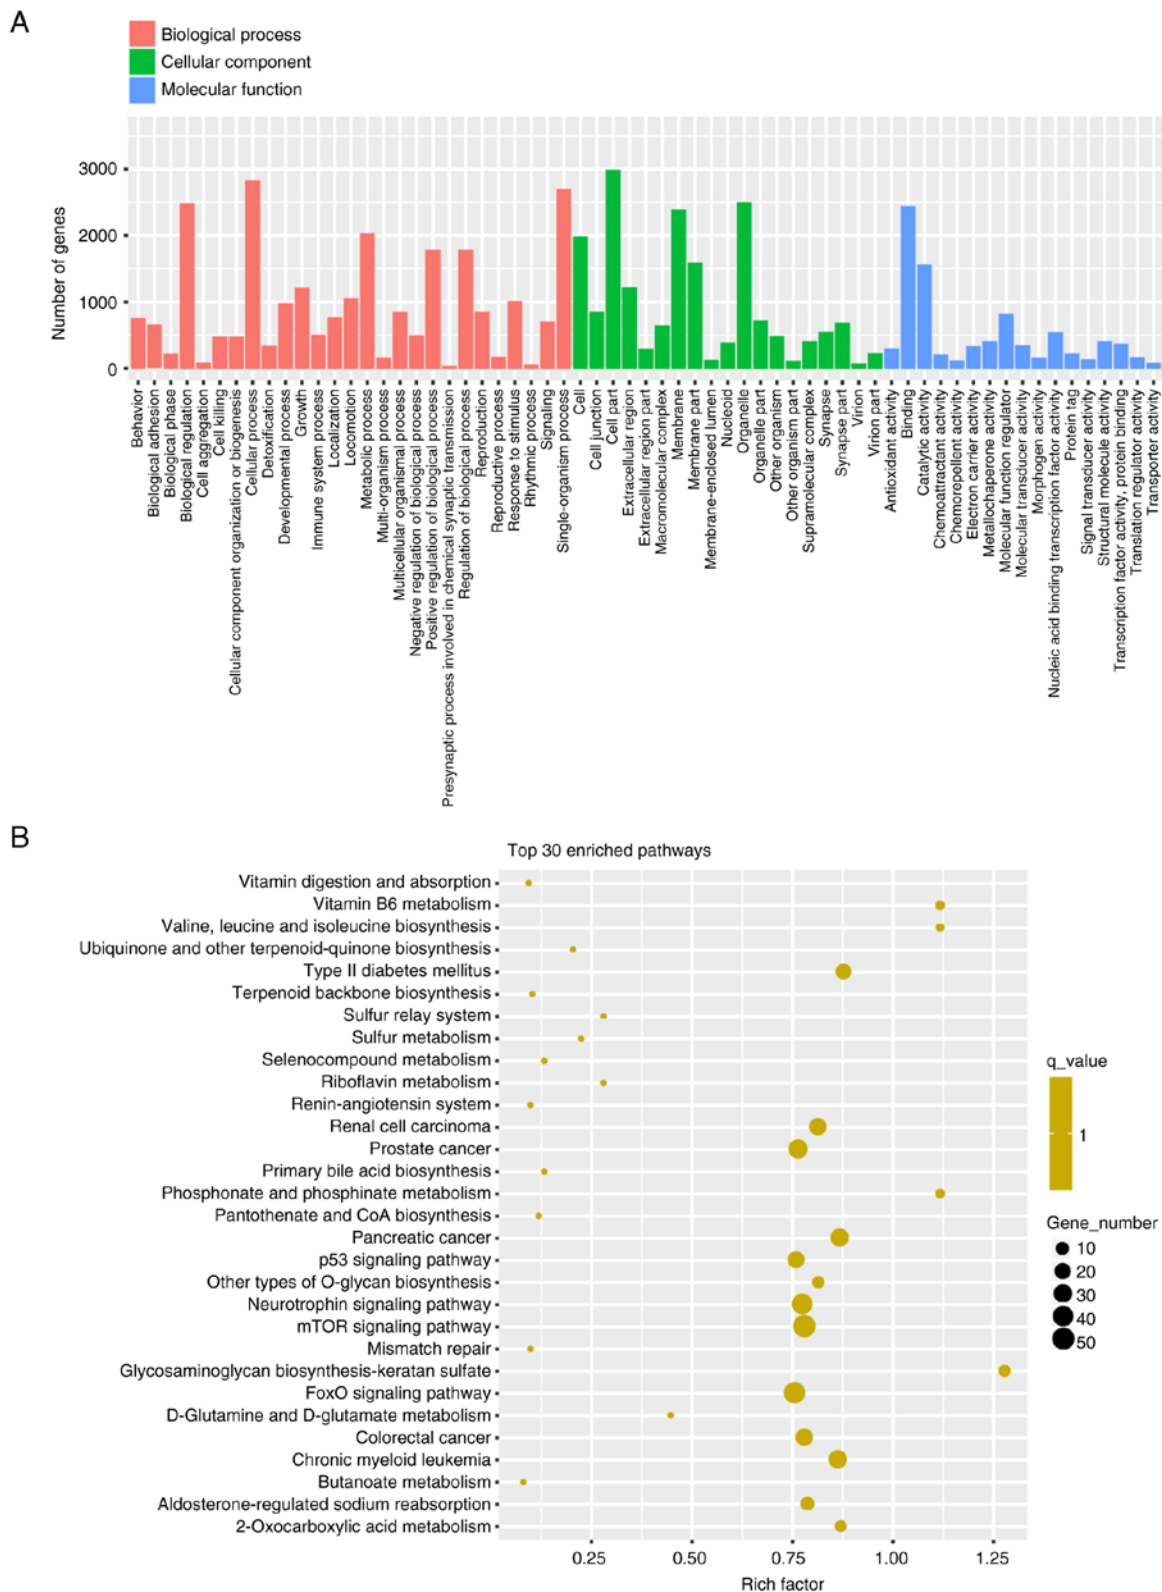 A
Biological process
Cellular component
Molecular function
Number of genes
3000
2000
1000
0
Behavior
Biological adhesion
Biological phase
Biological regulation
Cell aggregation
Cell killing
Cellular component organization or biogenesis
Cellular process
Detoxification
Developmental process
Growth
Immune system process
Localization
Locomotion
Metabolic process
Multi-organism process
Multicellular organismal process
Negative regulation of biological process
Positive regulation of biological process
Presynaptic process involved in chemical synaptic transmission
Regulation of biological process
Reproduction
Reproductive process
Response to stimulus
Rhythmic process
Signaling
Single-organism process
Cell
Cell junction
Cell part
Extracellular region
Extracellular region part
Macromolecular complex
Membrane
Membrane part
Membrane-enclosed lumen
Nucleoid
Organelle
Organelle part
Other organism
Other organism part
Supramolecular complex
Synapse
Synapse part
Virion
Virion part
Antioxidant activity
Binding
Catalytic activity
Chemoattractant activity
Chemorepellent activity
Electron carrier activity
Metallochaperone activity
Molecular function regulator
Molecular transducer activity
Morphogen activity
Nucleic acid binding transcription factor activity
Protein tag
Signal transducer activity
Structural molecule activity
Transcription factor activity, protein binding
Translation regulator activity
Transporter activity
B
Top 30 enriched pathways
Vitamin digestion and absorption
Vitamin B6 metabolism
Valine, leucine and isoleucine biosynthesis
Ubiquinone and other terpenoid-quinone biosynthesis
Type II diabetes mellitus
Terpenoid backbone biosynthesis
Sulfur relay system
Sulfur metabolism
Selenocompound metabolism
Riboflavin metabolism
Renin-angiotensin system
Renal cell carcinoma
Prostate cancer
Primary bile acid biosynthesis
Phosphonate and phosphinate metabolism
Pantothenate and CoA biosynthesis
Pancreatic cancer
p53 signaling pathway
Other types of O-glycan biosynthesis
Neurotrophin signaling pathway
mTOR signaling pathway
Mismatch repair
Glycosaminoglycan biosynthesis-keratan sulfate
FoxO signaling pathway
D-Glutamine and D-glutamate metabolism
Colorectal cancer
Chronic myeloid leukemia
Butanoate metabolism
Aldosterone-regulated sodium reabsorption
2-Oxocarboxylic acid metabolism
0.25 0.50 0.75 1.00 1.25
Rich factor
q_value
1
Gene_number
10
20
30
40
50